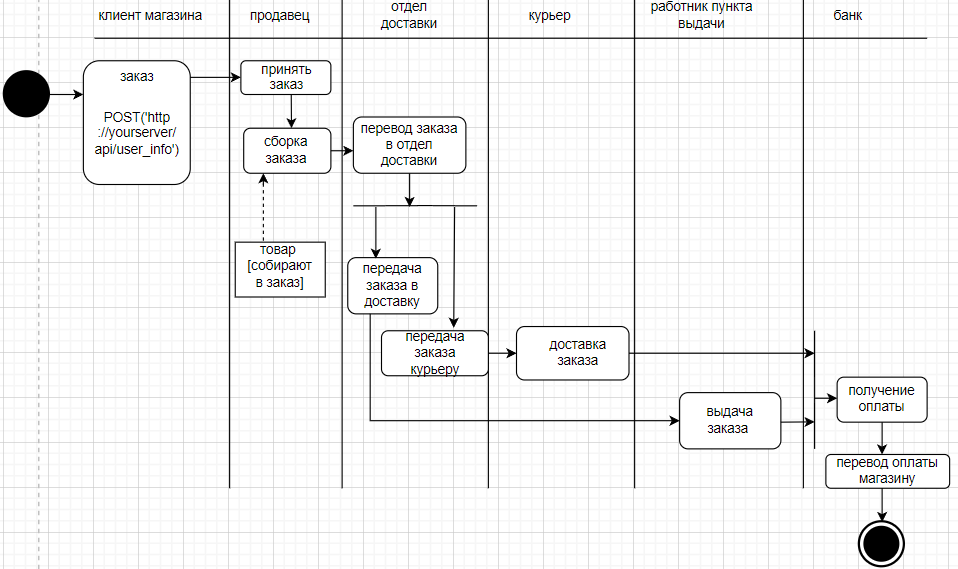 клиент магазина
продавец
отдел
доставки
курьер
работник пункта
выдачи
банк
заказ
POST('http
://yourserver/
api/user_info')
принять
заказ
сборка
заказа
перевод заказа
в отдел
доставки
товар
[собирают
в заказ]
передача
заказа в
доставку
передача
заказа
курьеру
доставка
заказа
выдача
заказа
получение
оплаты
перевод оплаты
магазину